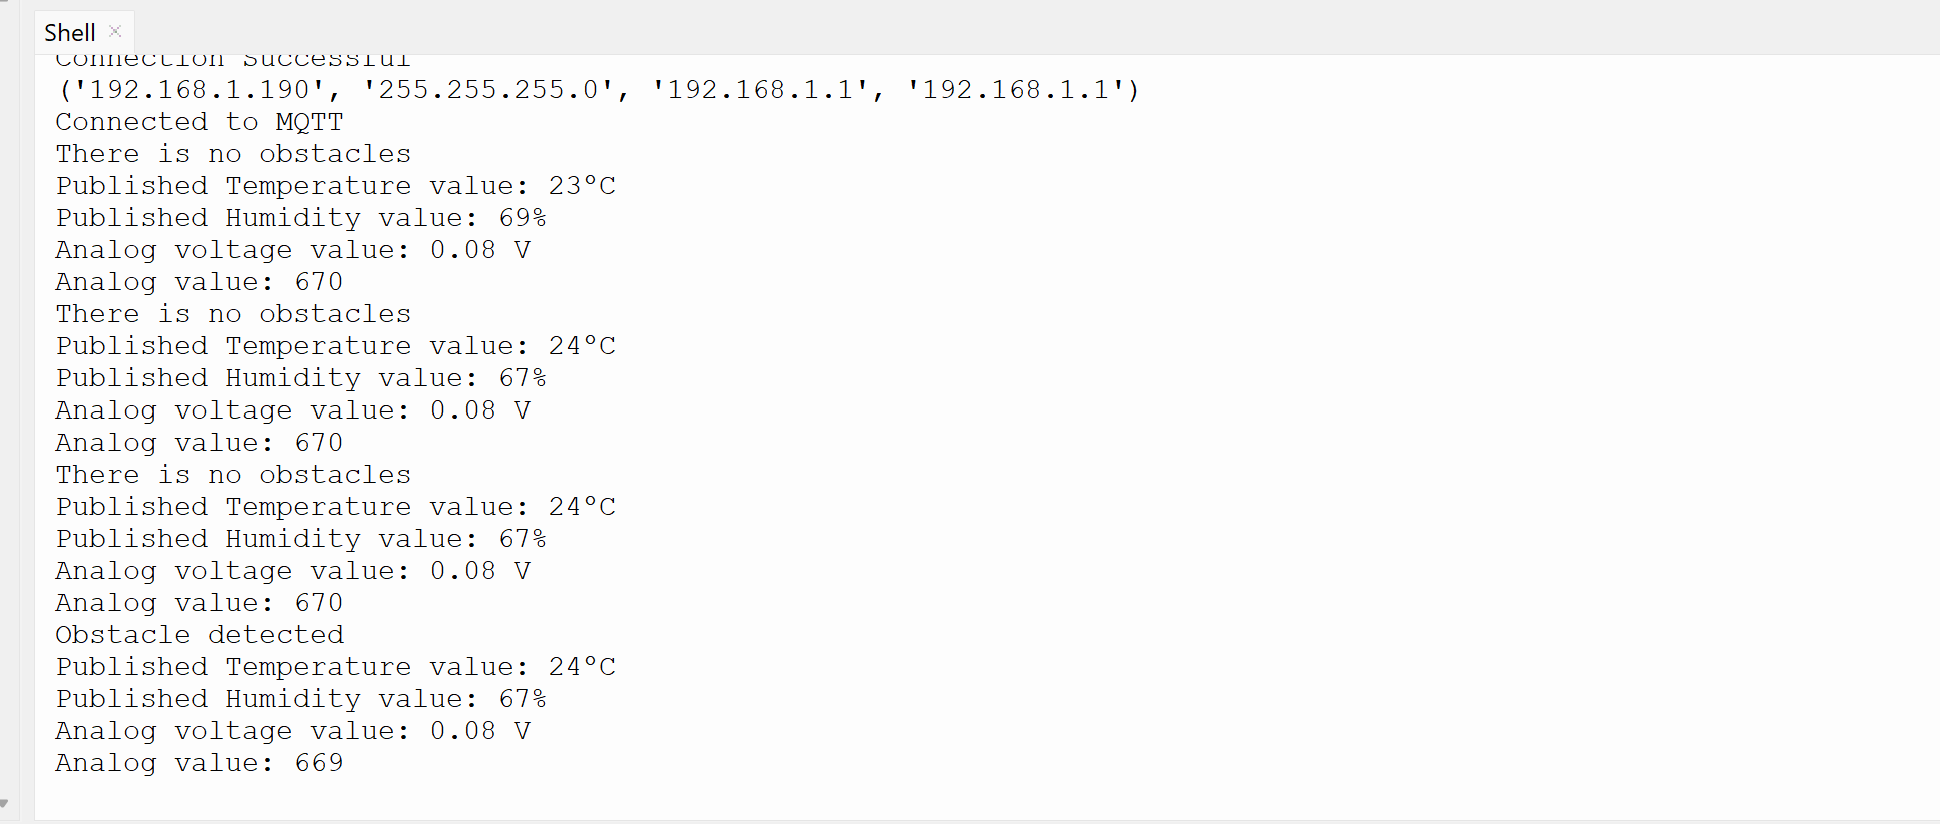 Shell
Connection Successful
('192.168.1.190', '255.255.255.0', '192.168.1.1', '192.168.1.1')
Connected to MQTT
There is no obstacles
Published Temperature value: 23°C
Published Humidity value: 69%
Analog voltage value: 0.08 V
Analog value: 670
There is no obstacles
Published Temperature value: 24°C
Published Humidity value: 67%
Analog voltage value: 0.08 V
Analog value: 670
There is no obstacles
Published Temperature value: 24°C
Published Humidity value: 67%
Analog voltage value: 0.08 V
Analog value: 670
Obstacle detected
Published Temperature value: 24°C
Published Humidity value: 67%
Analog voltage value: 0.08 V
Analog value: 669